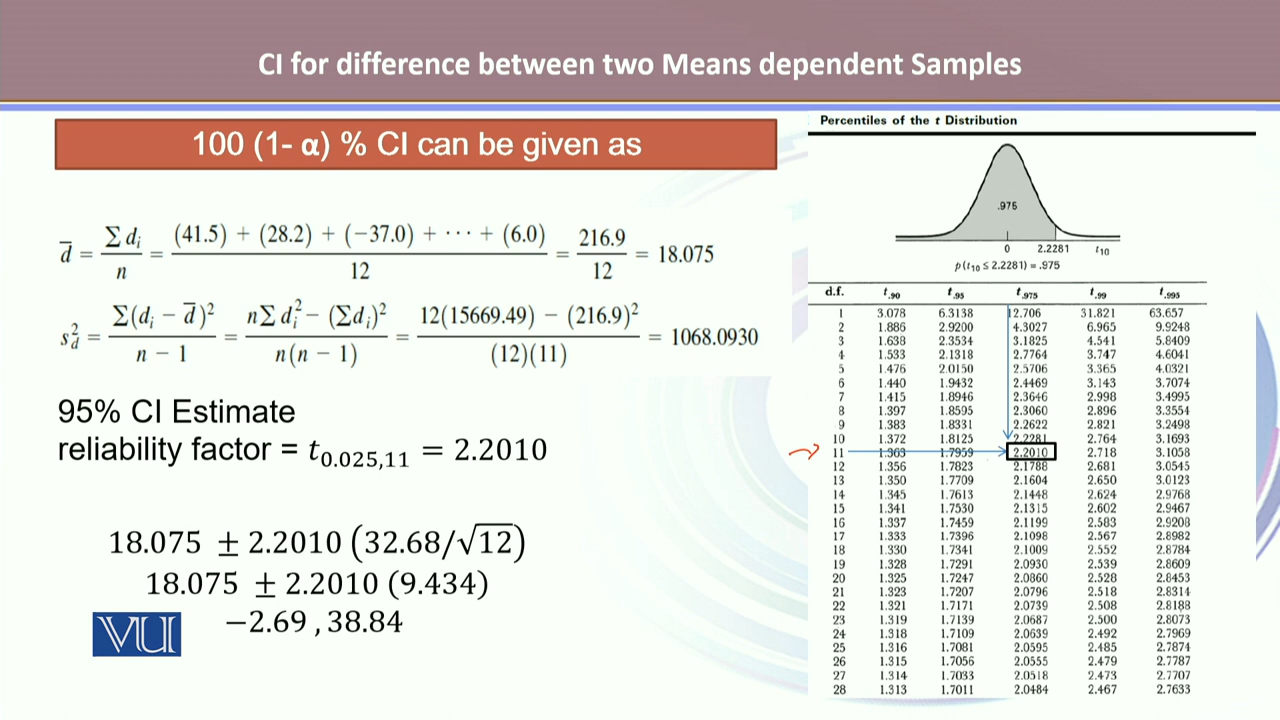 CI for difference between two Means dependent Samples
100 (1- α) % CI can be given as
d̅ = Σ dᵢ / n = (41.5) + (28.2) + (−37.0) + ··· + (6.0) / 12 = 216.9 / 12 = 18.075
s²d = Σ(dᵢ − d̅)² / n − 1 = nΣ dᵢ² − (Σdᵢ)² / n(n − 1) = 12(15669.49) − (216.9)² / (12)(11) = 1068.0930
95% CI Estimate
reliability factor = t₀.₀₂₅,₁₁ = 2.2010
18.075 ± 2.2010 (32.68/√12)
18.075 ± 2.2010 (9.434)
−2.69 , 38.84
VU
Percentiles of the t Distribution
.975
0 2.2281 t₁₀
p(t₁₀ ≤ 2.2281) = .975
d.f. t.90 t.95 t.975 t.99 t.995
1 3.078 6.3138 12.706 31.821 63.657
2 1.886 2.9200 4.3027 6.965 9.9248
3 1.638 2.3534 3.1825 4.541 5.8409
4 1.533 2.1318 2.7764 3.747 4.6041
5 1.476 2.0150 2.5706 3.365 4.0321
6 1.440 1.9432 2.4469 3.143 3.7074
7 1.415 1.8946 2.3646 2.998 3.4995
8 1.397 1.8595 2.3060 2.896 3.3554
9 1.383 1.8331 2.2622 2.821 3.2498
10 1.372 1.8125 2.2281 2.764 3.1693
11 1.363 1.7959 2.2010 2.718 3.1058
12 1.356 1.7823 2.1788 2.681 3.0545
13 1.350 1.7709 2.1604 2.650 3.0123
14 1.345 1.7613 2.1448 2.624 2.9768
15 1.341 1.7530 2.1315 2.602 2.9467
16 1.337 1.7459 2.1199 2.583 2.9208
17 1.333 1.7396 2.1098 2.567 2.8982
18 1.330 1.7341 2.1009 2.552 2.8784
19 1.328 1.7291 2.0930 2.539 2.8609
20 1.325 1.7247 2.0860 2.528 2.8453
21 1.323 1.7207 2.0796 2.518 2.8314
22 1.321 1.7171 2.0739 2.508 2.8188
23 1.319 1.7139 2.0687 2.500 2.8073
24 1.318 1.7109 2.0639 2.492 2.7969
25 1.316 1.7081 2.0595 2.485 2.7874
26 1.315 1.7056 2.0555 2.479 2.7787
27 1.314 1.7033 2.0518 2.473 2.7707
28 1.313 1.7011 2.0484 2.467 2.7633